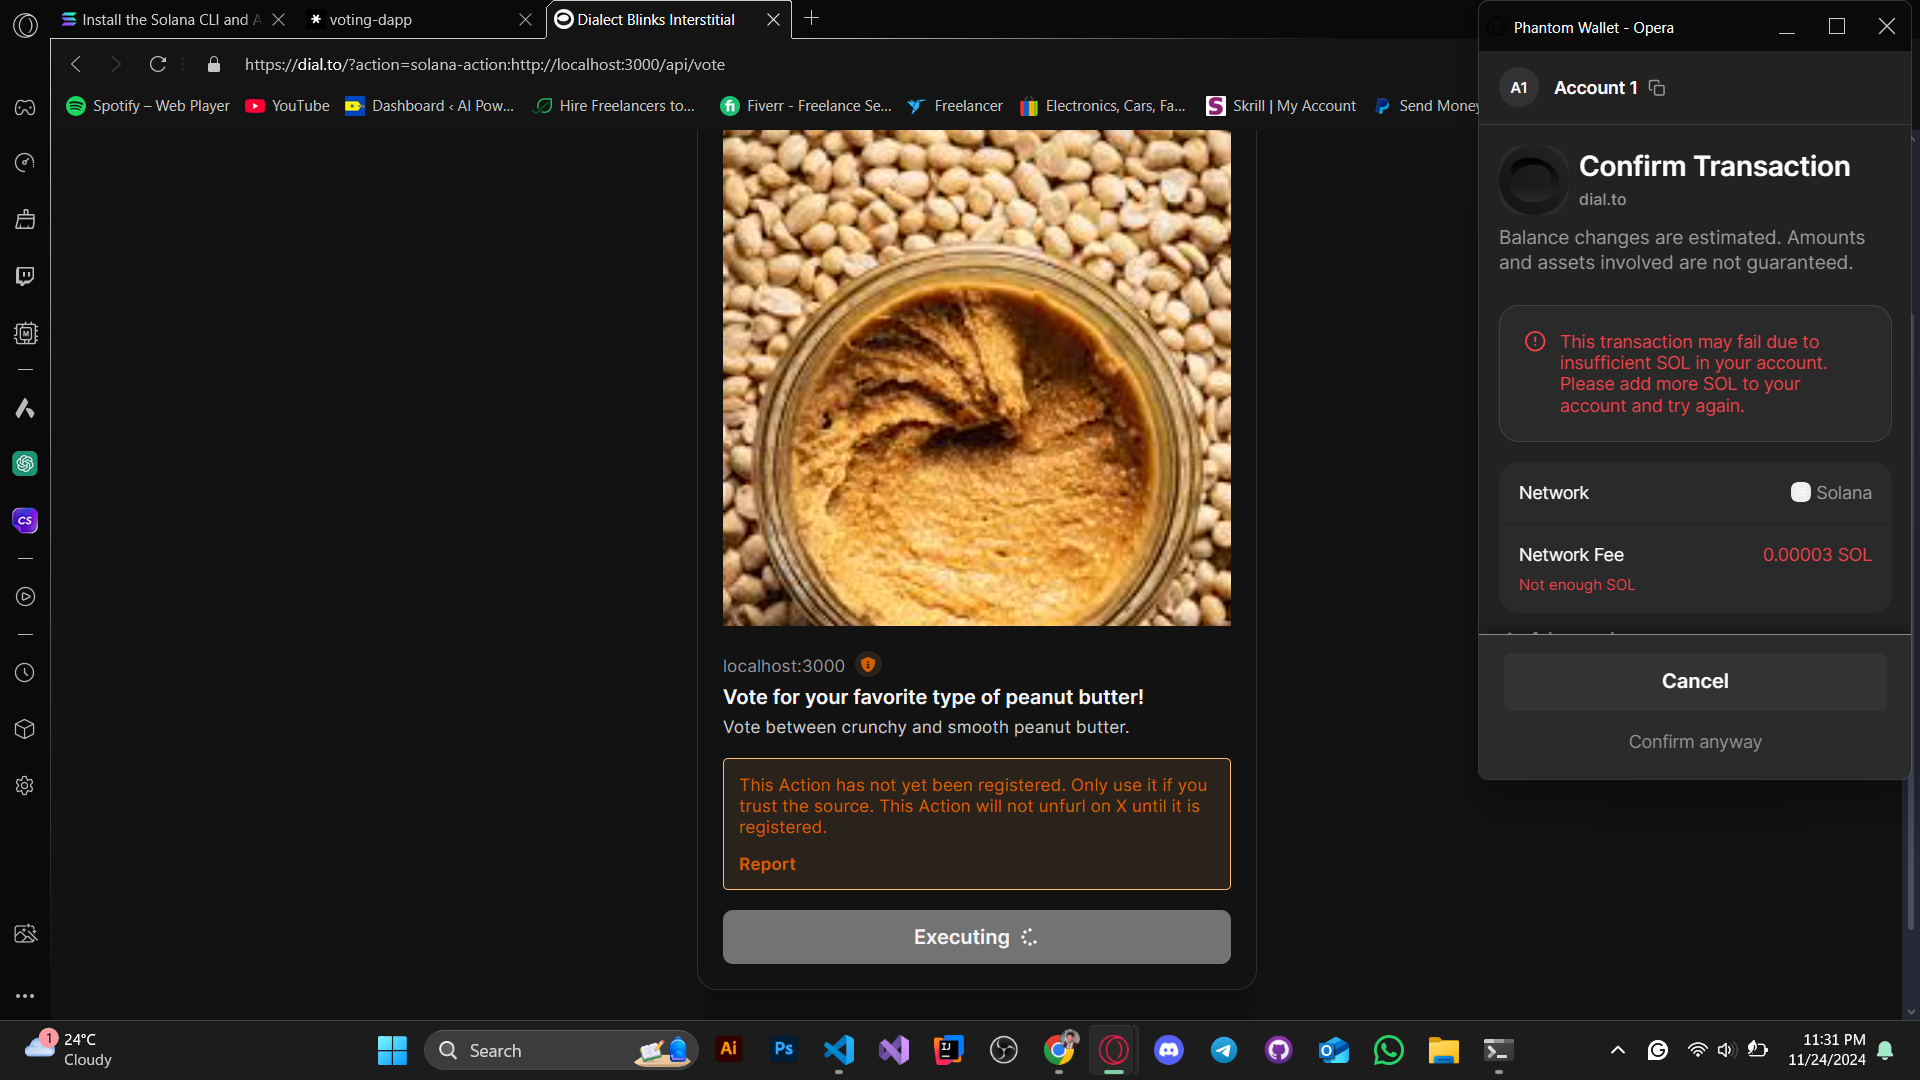 Install the Solana CLI and A
voting-dapp
Dialect Blinks Interstitial
https://dial.to/?action=solana-action:http://localhost:3000/api/vote
Spotify – Web Player
YouTube
Dashboard ‹ AI Pow...
Hire Freelancers to...
Fiverr - Freelance Se...
Freelancer
Electronics, Cars, Fa...
Skrill | My Account
Send Money
CS
localhost:3000
Vote for your favorite type of peanut butter!
Vote between crunchy and smooth peanut butter.
This Action has not yet been registered. Only use it if you
trust the source. This Action will not unfurl on X until it is
registered.
Report
Executing
Phantom Wallet - Opera
A1
Account 1
Confirm Transaction
dial.to
Balance changes are estimated. Amounts
and assets involved are not guaranteed.
This transaction may fail due to
insufficient SOL in your account.
Please add more SOL to your
account and try again.
Network
Solana
Network Fee
0.00003 SOL
Not enough SOL
Cancel
Confirm anyway
1
24°C
Cloudy
Search
Ai
Ps
IJ
11:31 PM
11/24/2024